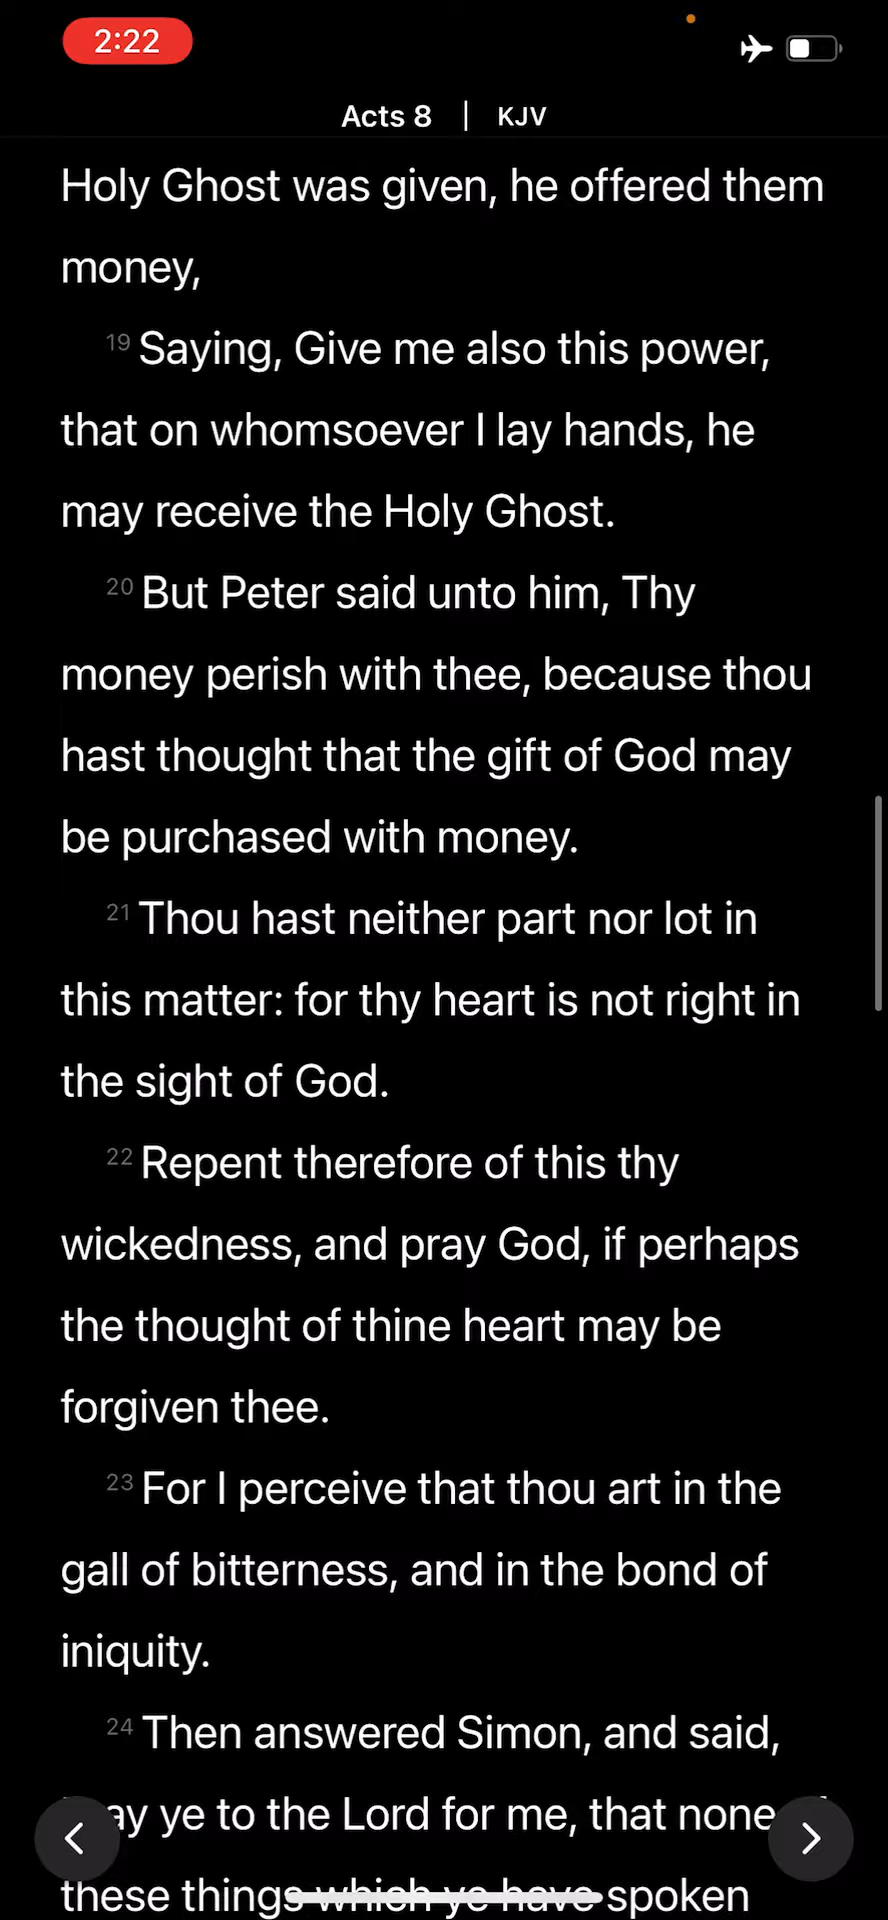 2:22
Acts 8 | KJV
Holy Ghost was given, he offered them
money,
19 Saying, Give me also this power,
that on whomsoever I lay hands, he
may receive the Holy Ghost.
20 But Peter said unto him, Thy
money perish with thee, because thou
hast thought that the gift of God may
be purchased with money.
21 Thou hast neither part nor lot in
this matter: for thy heart is not right in
the sight of God.
22 Repent therefore of this thy
wickedness, and pray God, if perhaps
the thought of thine heart may be
forgiven thee.
23 For I perceive that thou art in the
gall of bitterness, and in the bond of
iniquity.
24 Then answered Simon, and said,
ye to the Lord for me, that none
these things which ye have spoken